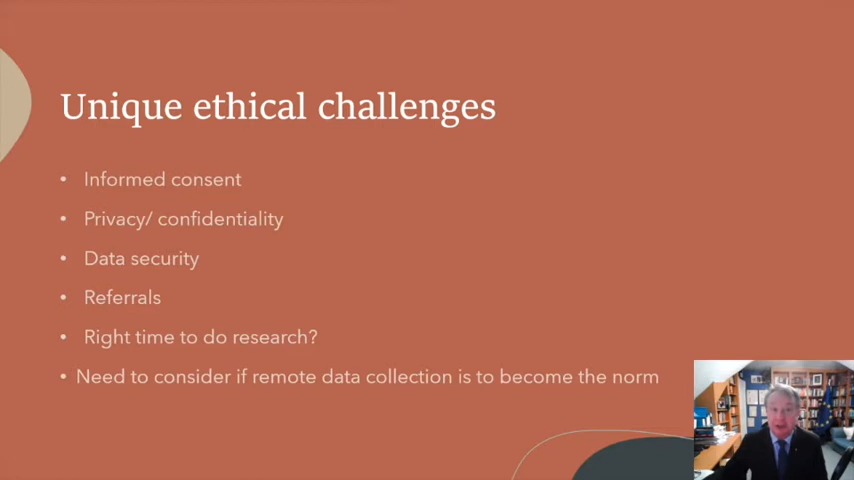 Unique ethical challenges
• Informed consent
• Privacy/ confidentiality
• Data security
• Referrals
• Right time to do research?
• Need to consider if remote data collection is to become the norm